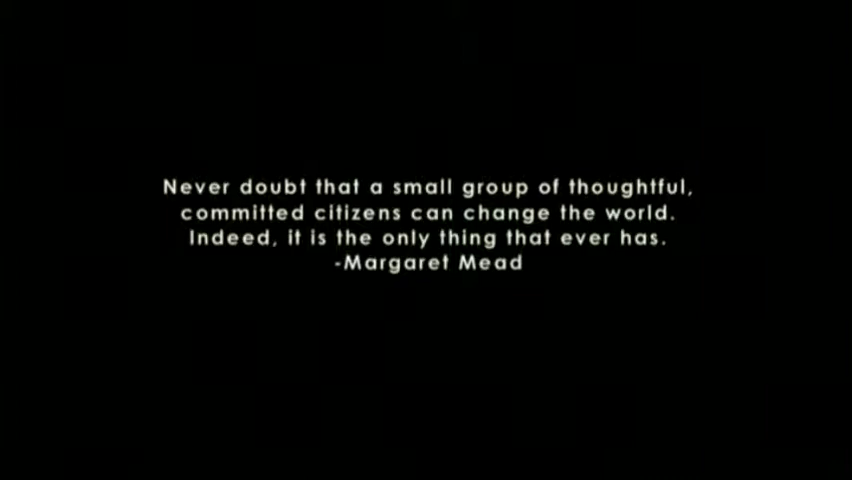 Never doubt that a small group of thoughtful,
committed citizens can change the world.
Indeed, it is the only thing that ever has.
-Margaret Mead